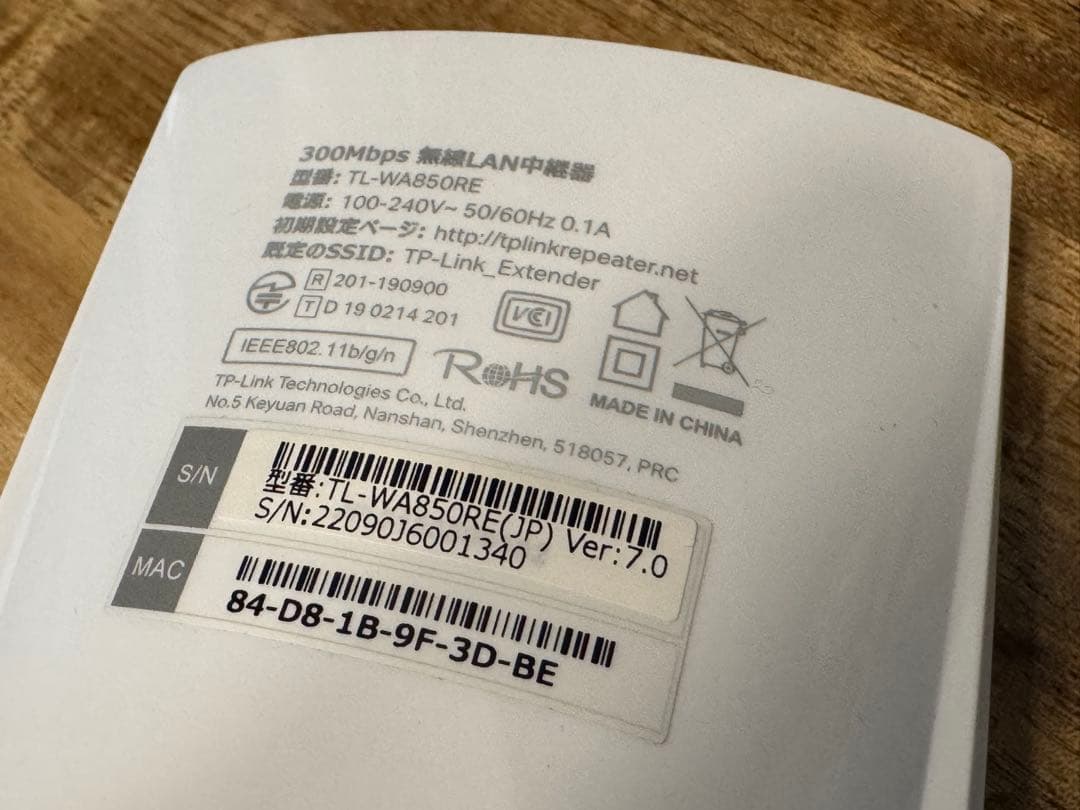 300Mbps 無線LAN中継器
型番: TL-WA850RE
電源: 100-240V~ 50/60Hz 0.1A
初期設定ページ: http://tplinkrepeater.net
既定のSSID: TP-Link_Extender
R 201-190900
T D 19 0214 201
VCI
IEEE802.11b/g/n
RoHS
MADE IN CHINA
TP-Link Technologies Co., Ltd.
No.5 Keyuan Road, Nanshan, Shenzhen, 518057, PRC
S/N
型番:TL-WA850RE(JP) Ver:7.0
S/N:22090J6001340
MAC
84-D8-1B-9F-3D-BE